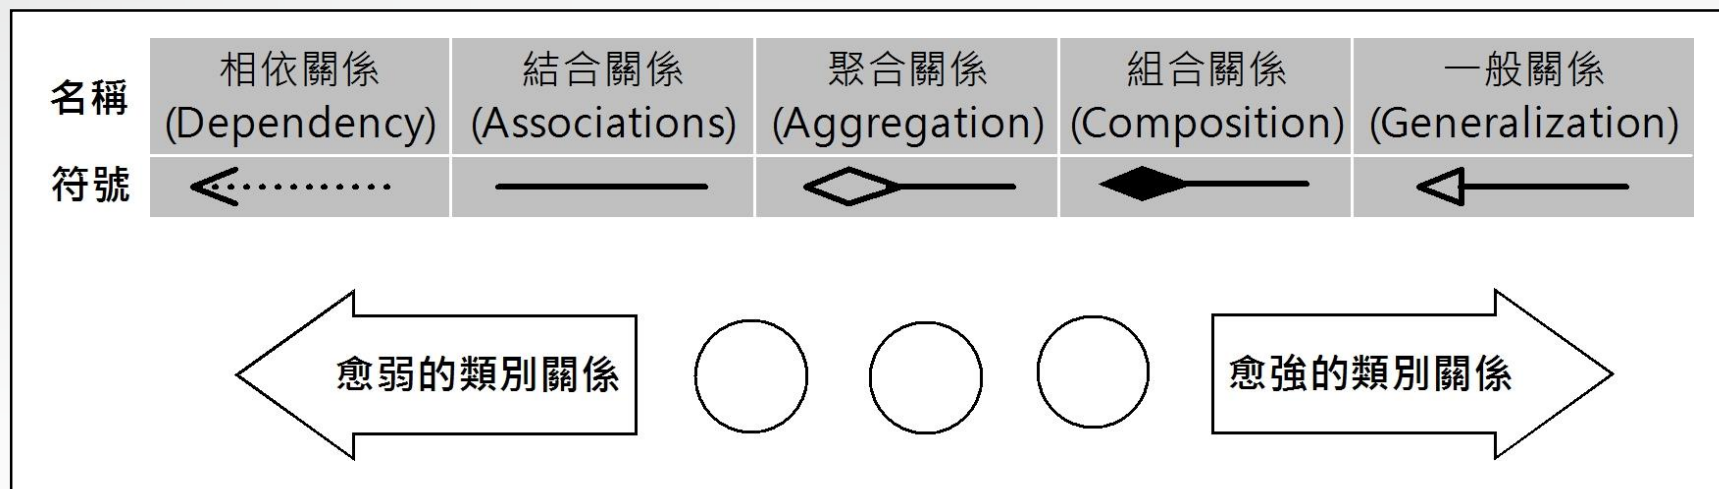 名稱
相依關係 結合關係 聚合關係 組合關係 一般關係
(Dependency) (Associations) (Aggregation) (Composition) (Generalization)
符號
愈弱的類別關係 愈強的類別關係